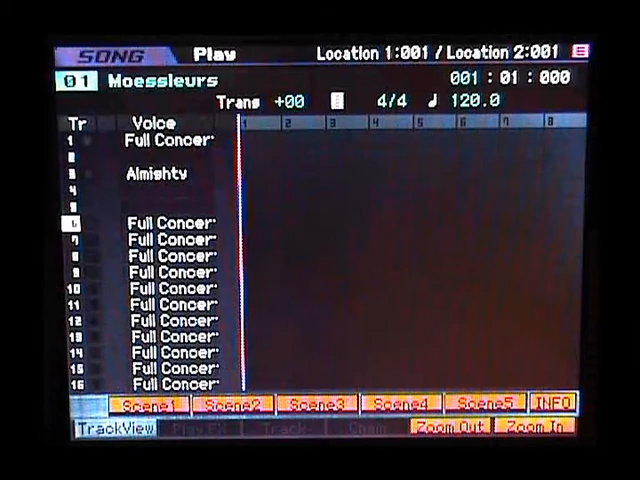 SONG Play Location 1:001 / Location 2:001
01 Moessieurs 001 : 01 : 000
Trans +00 4/4 ♩ 120.0
Tr Voice 1 2 3 4 5 6 7 8
1 Full Concer
2
3 Almighty
4
5
6 Full Concer
7 Full Concer
8 Full Concer
9 Full Concer
10 Full Concer
11 Full Concer
12 Full Concer
13 Full Concer
14 Full Concer
15 Full Concer
16 Full Concer
Scene1 Scene2 Scene3 Scene4 Scene5 INFO
TrackView Play FX Track Chain Zoom Out Zoom In